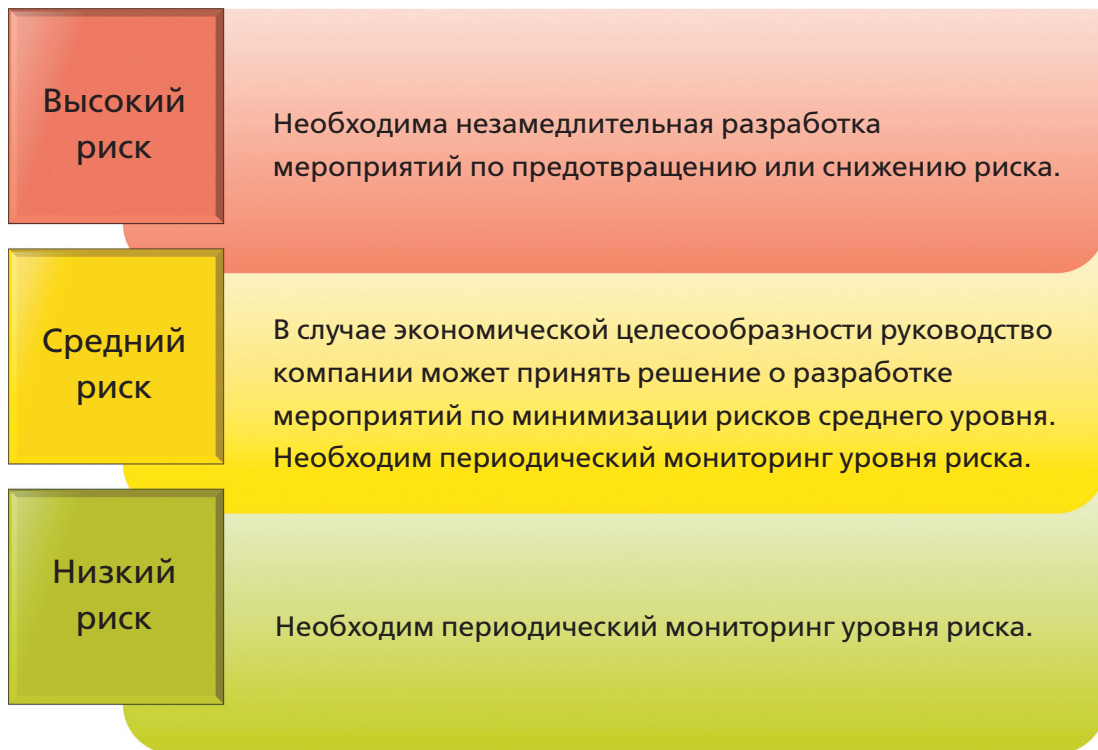 Высокий
риск
Необходима незамедлительная разработка
мероприятий по предотвращению или снижению риска.
Средний
риск
В случае экономической целесообразности руководство
компании может принять решение о разработке
мероприятий по минимизации рисков среднего уровня.
Необходим периодический мониторинг уровня риска.
Низкий
риск
Необходим периодический мониторинг уровня риска.